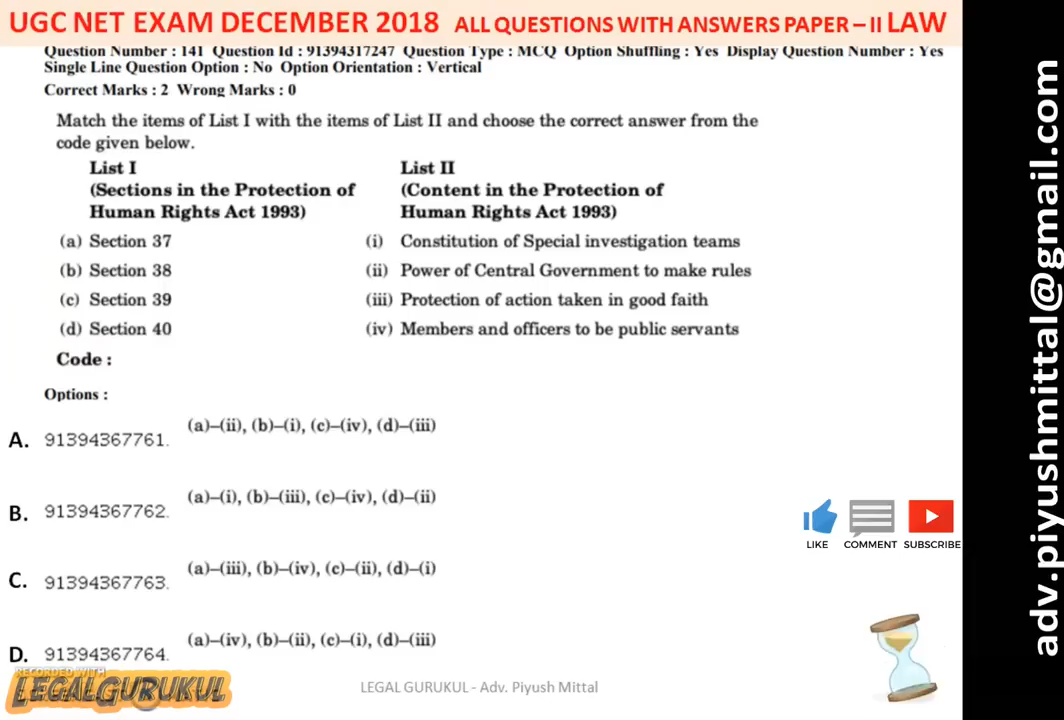 UGC NET EXAM DECEMBER 2018 ALL QUESTIONS WITH ANSWERS PAPER – II LAW
Question Number : 141 Question Id : 91394317247 Question Type : MCQ Option Shuffling : Yes Display Question Number : Yes
Single Line Question Option : No Option Orientation : Vertical
Correct Marks : 2 Wrong Marks : 0
Match the items of List I with the items of List II and choose the correct answer from the
code given below.
List I List II
(Sections in the Protection of (Content in the Protection of
Human Rights Act 1993) Human Rights Act 1993)
(a) Section 37 (i) Constitution of Special investigation teams
(b) Section 38 (ii) Power of Central Government to make rules
(c) Section 39 (iii) Protection of action taken in good faith
(d) Section 40 (iv) Members and officers to be public servants
Code :
Options :
A. 91394367761. (a)–(ii), (b)–(i), (c)–(iv), (d)–(iii)
B. 91394367762. (a)–(i), (b)–(iii), (c)–(iv), (d)–(ii)
C. 91394367763. (a)–(iii), (b)–(iv), (c)–(ii), (d)–(i)
D. 91394367764. (a)–(iv), (b)–(ii), (c)–(i), (d)–(iii)
LIKE COMMENT SUBSCRIBE
RECORDED WITH
LEGALGURUKUL
LEGAL GURUKUL - Adv. Piyush Mittal
adv.piyushmittal@gmail.com